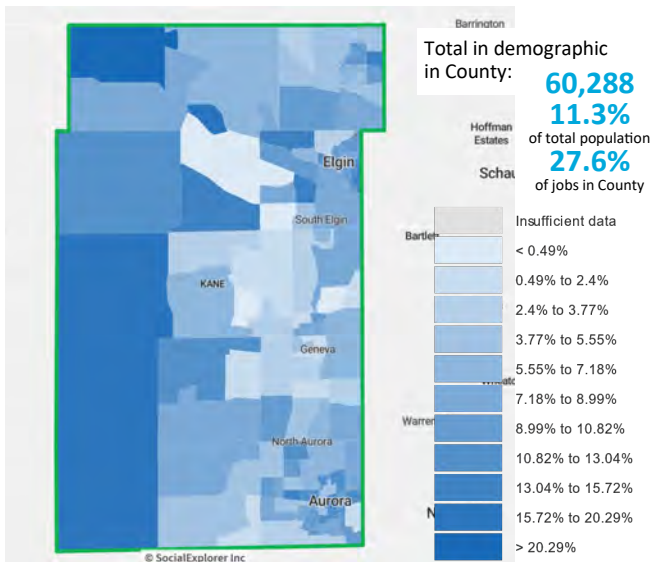 Barrington
Total in demographic
in County:
60,288
11.3%
of total population
27.6%
of jobs in County
Hoffman
Estates
Elgin
Schau
South Elgin
Bartlett
KANE
Geneva
Warren
North Aurora
Aurora
N
Insufficient data
< 0.49%
0.49% to 2.4%
2.4% to 3.77%
3.77% to 5.55%
5.55% to 7.18%
7.18% to 8.99%
8.99% to 10.82%
10.82% to 13.04%
13.04% to 15.72%
15.72% to 20.29%
> 20.29%
© SocialExplorer Inc